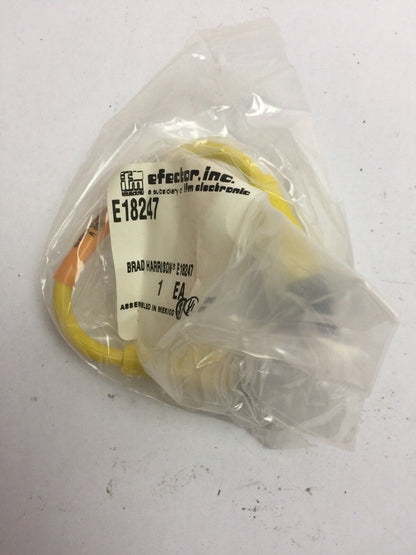 ifm efector, inc.
a subsidiary of ifm electronic
E18247
BRAD HARRISON® E18247
1 EA
ASSEMBLED IN MEXICO